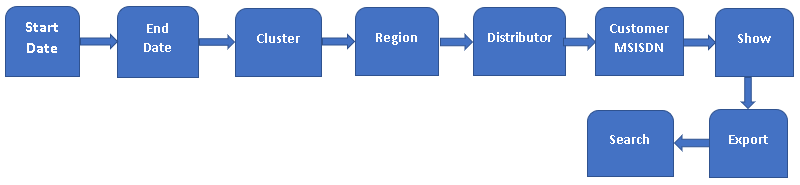 Start
Date
End
Date
Cluster
Region
Distributor
Customer
MSISDN
Show
Export
Search